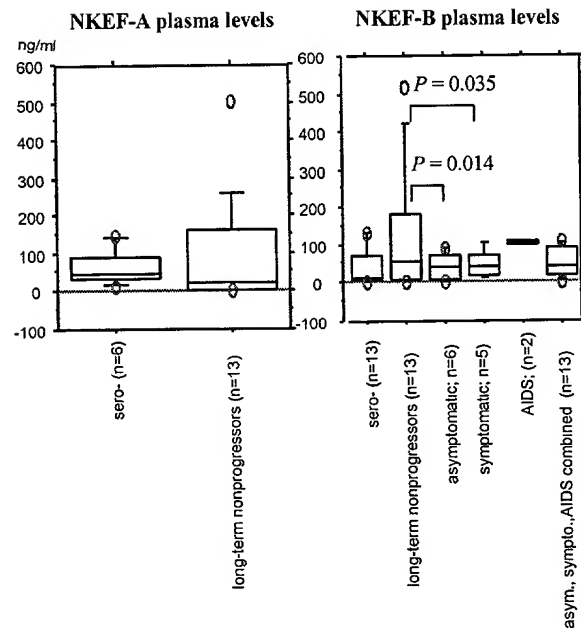 NKEF-A plasma levels
NKEF-B plasma levels
ng/ml
600
500
400
300
200
100
0
-100
sero- (n=6)
long-term nonprogressors (n=13)
600
500
400
300
200
100
0
-100
P = 0.035
P = 0.014
sero- (n=13)
long-term nonprogressors (n=13)
asymptomatic; n=6)
symptomatic; n=5)
AIDS; (n=2)
asym., sympto.,AIDS combined (n=13)